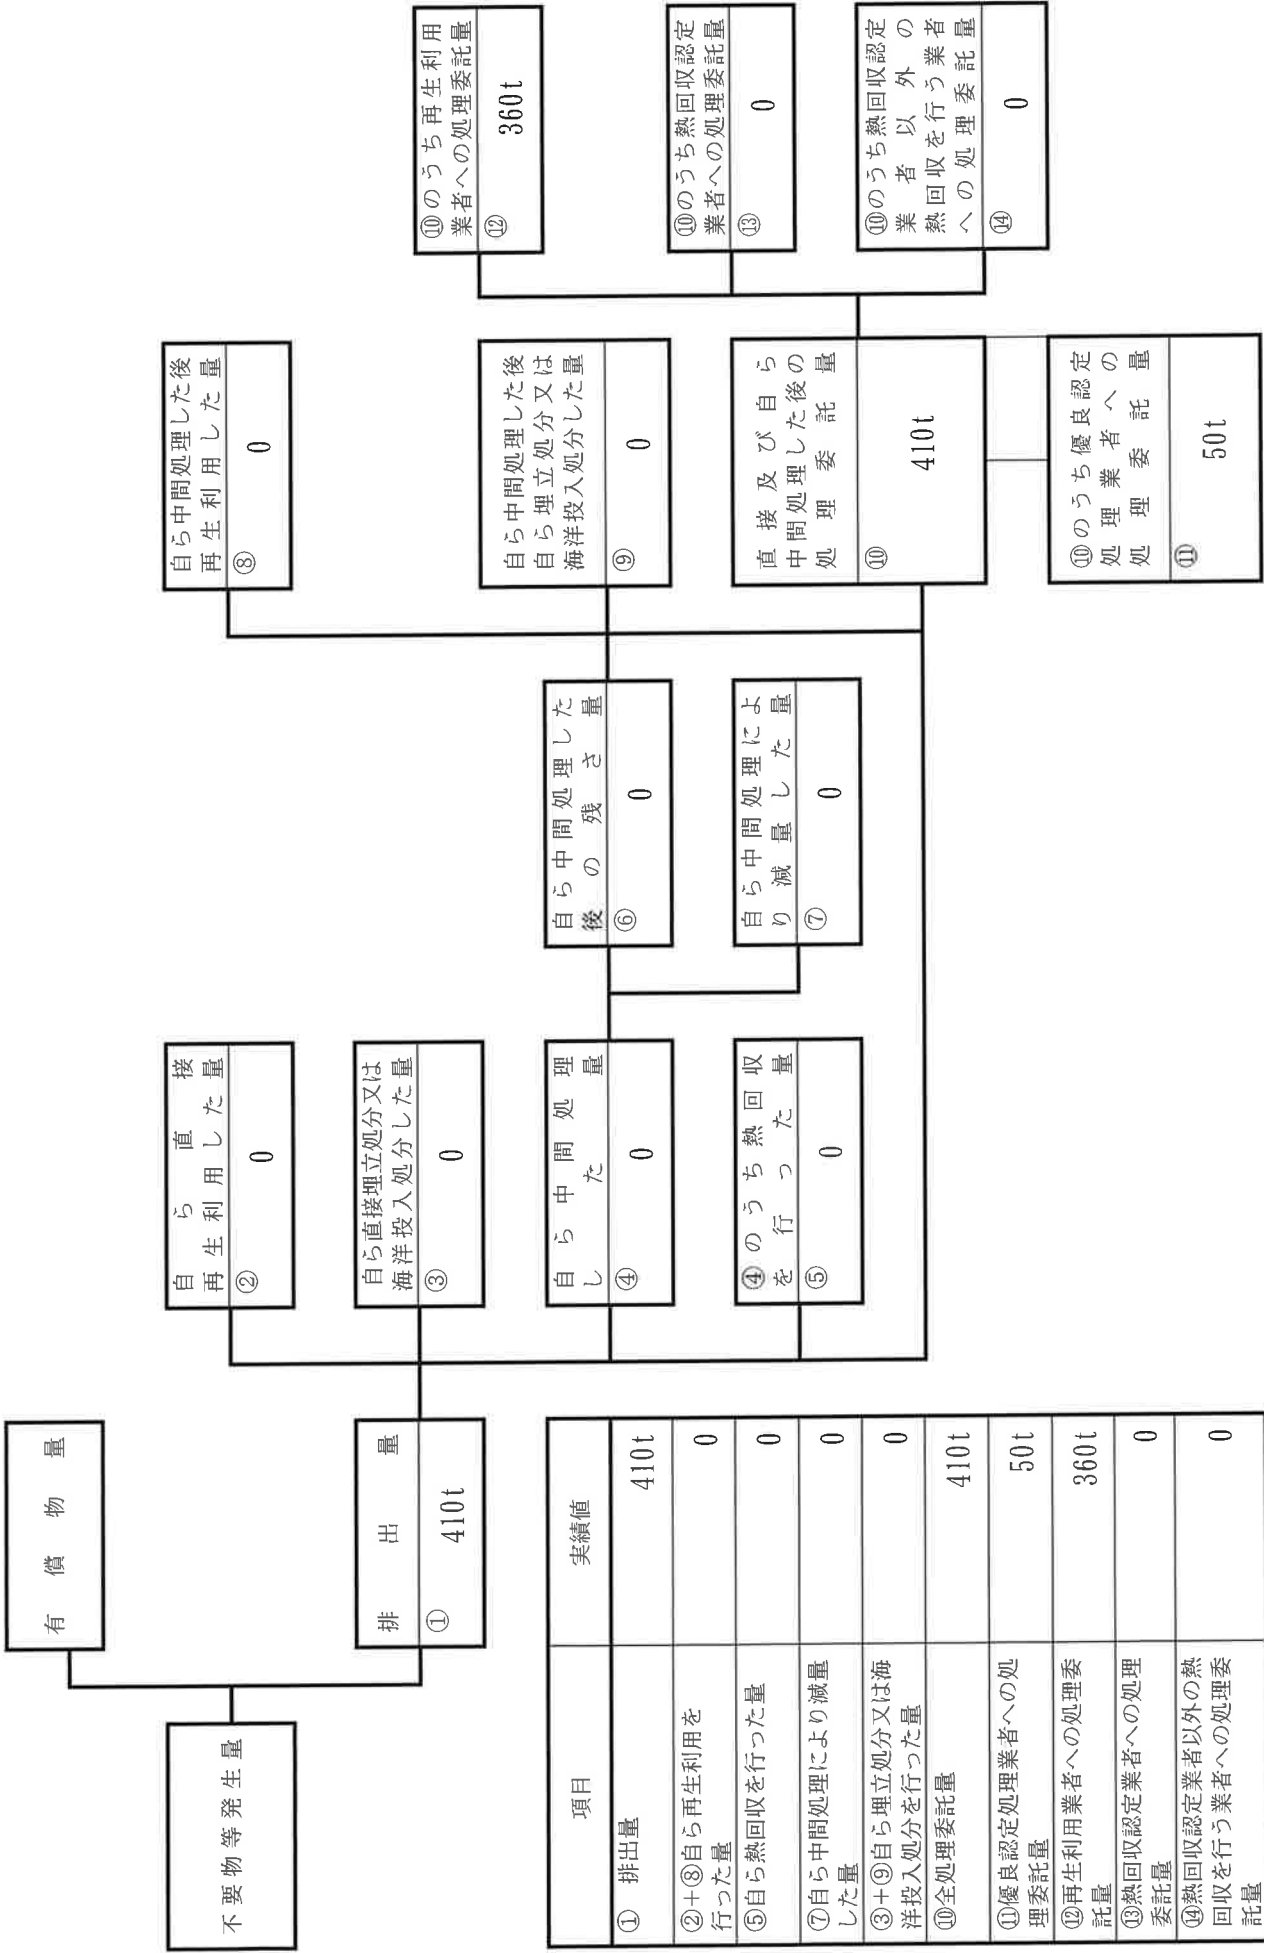 不要物等発生量
有償物量
排出量
①
410t
自ら直接
再生利用した量
②
0
自ら直接埋立処分又は
海洋投入処分した量
③
0
自ら中間処理
した量
④
0
④のうち熱回収
を行った量
⑤
0
自ら中間処理した
後の残さ量
⑥
0
自ら中間処理によ
り減量した量
⑦
0
自ら中間処理した後
再生利用した量
⑧
0
自ら中間処理した後
自ら埋立処分又は
海洋投入処分した量
⑨
0
直接及び自ら
中間処理した後の
処理委託量
⑩
410t
⑩のうち優良認定
処理業者への
処理委託量
⑪
50t
⑩のうち再生利用
業者への処理委託量
⑫
360t
⑩のうち熱回収認定
業者への処理委託量
⑬
0
⑩のうち熱回収認定
業者以外の
熱回収を行う業者
への処理委託量
⑭
0
項目 実績値
① 排出量 410t
②+⑧自ら再生利用を
行った量 0
⑤自ら熱回収を行った量 0
⑦自ら中間処理により減量
した量 0
③+⑨自ら埋立処分又は海
洋投入処分を行った量 0
⑩全処理委託量 410t
⑪優良認定処理業者への処
理委託量 50t
⑫再生利用業者への処理委
託量 360t
⑬熱回収認定業者への処理
委託量 0
⑭熱回収認定業者以外の熱
回収を行う業者への処理委
託量 0